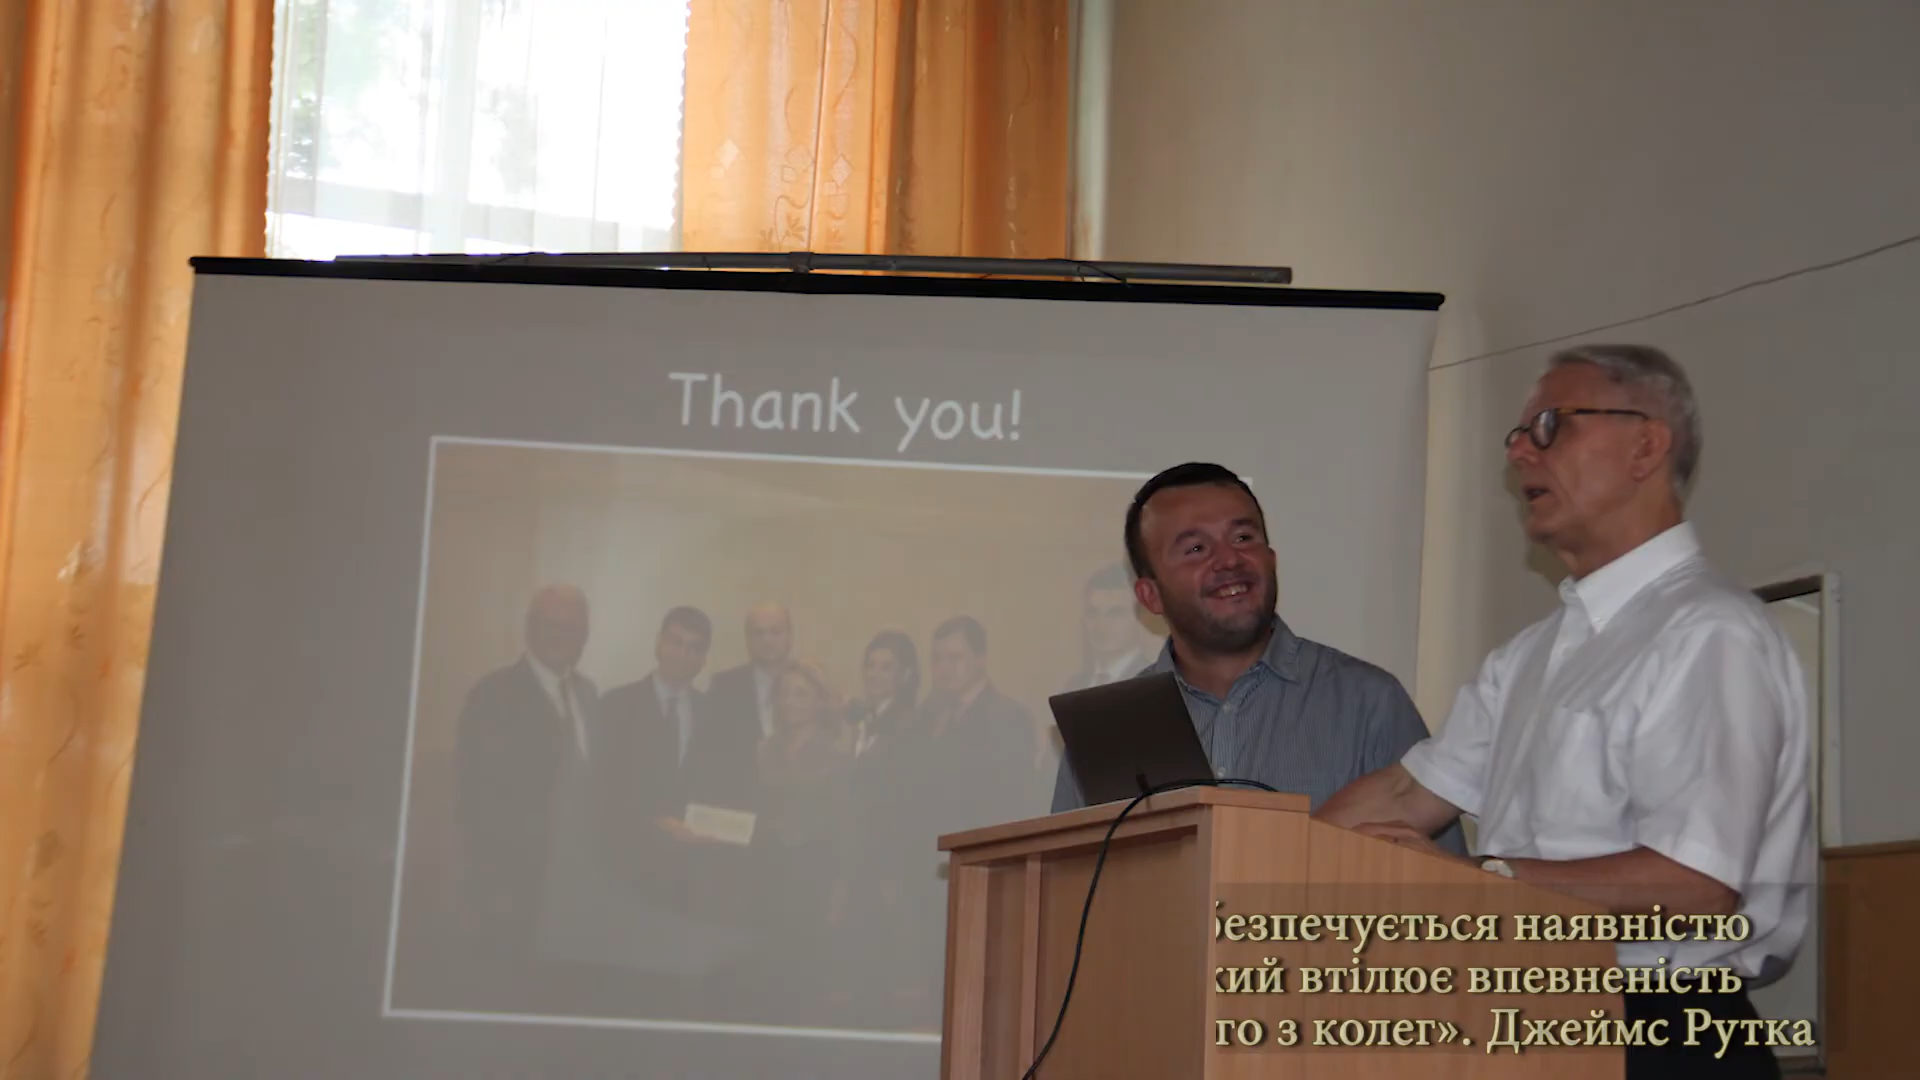 Thank you!
безпечується наявністю
кий втілює впевненість
го з колег». Джеймс Рутка